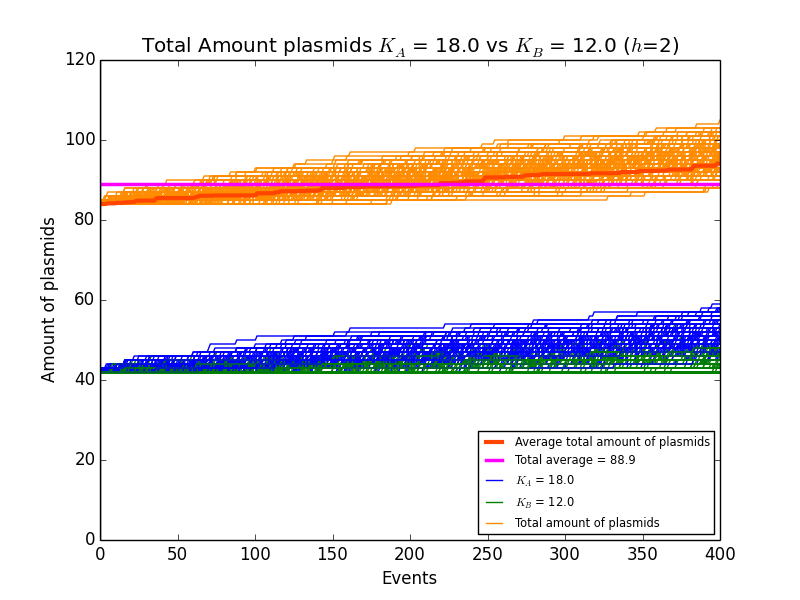 Total Amount plasmids K_A = 18.0 vs K_B = 12.0 (h=2)
120
100
80
60
40
20
0
Amount of plasmids
0 50 100 150 200 250 300 350 400
Events
Average total amount of plasmids
Total average = 88.9
K_A = 18.0
K_B = 12.0
Total amount of plasmids